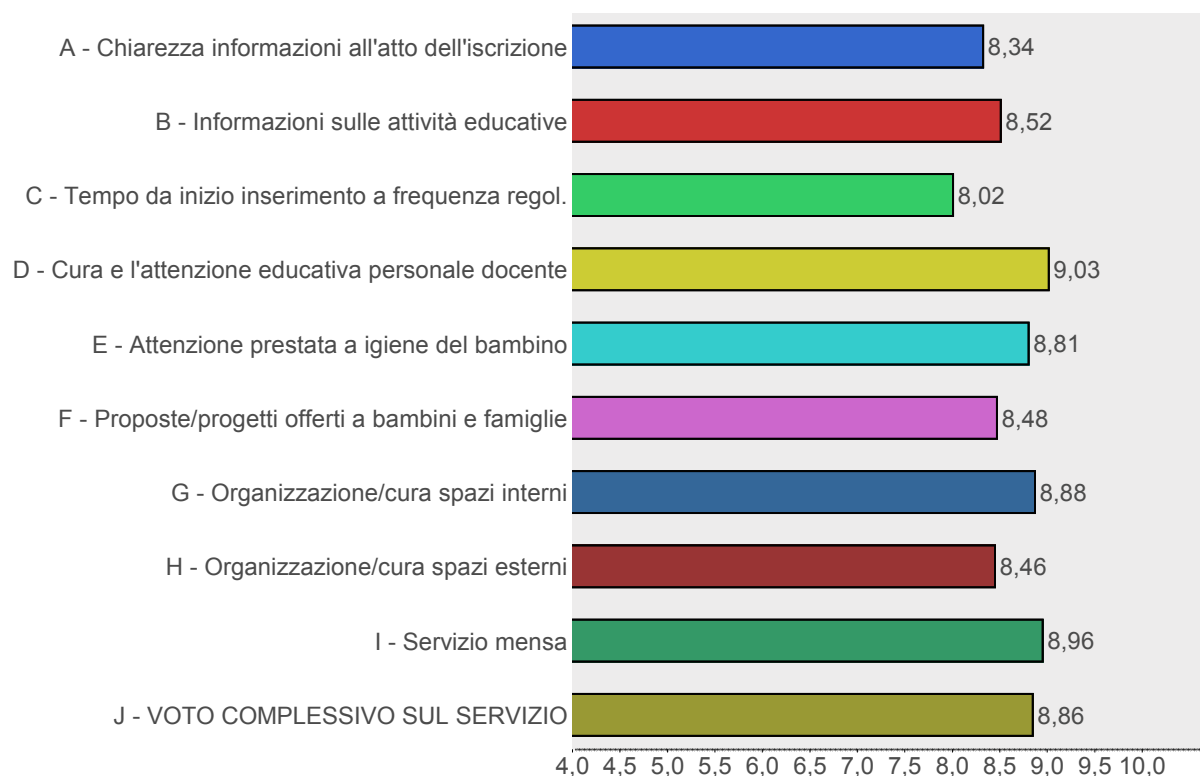 A - Chiarezza informazioni all'atto dell'iscrizione 8,34
B - Informazioni sulle attività educative 8,52
C - Tempo da inizio inserimento a frequenza regol. 8,02
D - Cura e l'attenzione educativa personale docente 9,03
E - Attenzione prestata a igiene del bambino 8,81
F - Proposte/progetti offerti a bambini e famiglie 8,48
G - Organizzazione/cura spazi interni 8,88
H - Organizzazione/cura spazi esterni 8,46
I - Servizio mensa 8,96
J - VOTO COMPLESSIVO SUL SERVIZIO 8,86
4,0 4,5 5,0 5,5 6,0 6,5 7,0 7,5 8,0 8,5 9,0 9,5 10,0